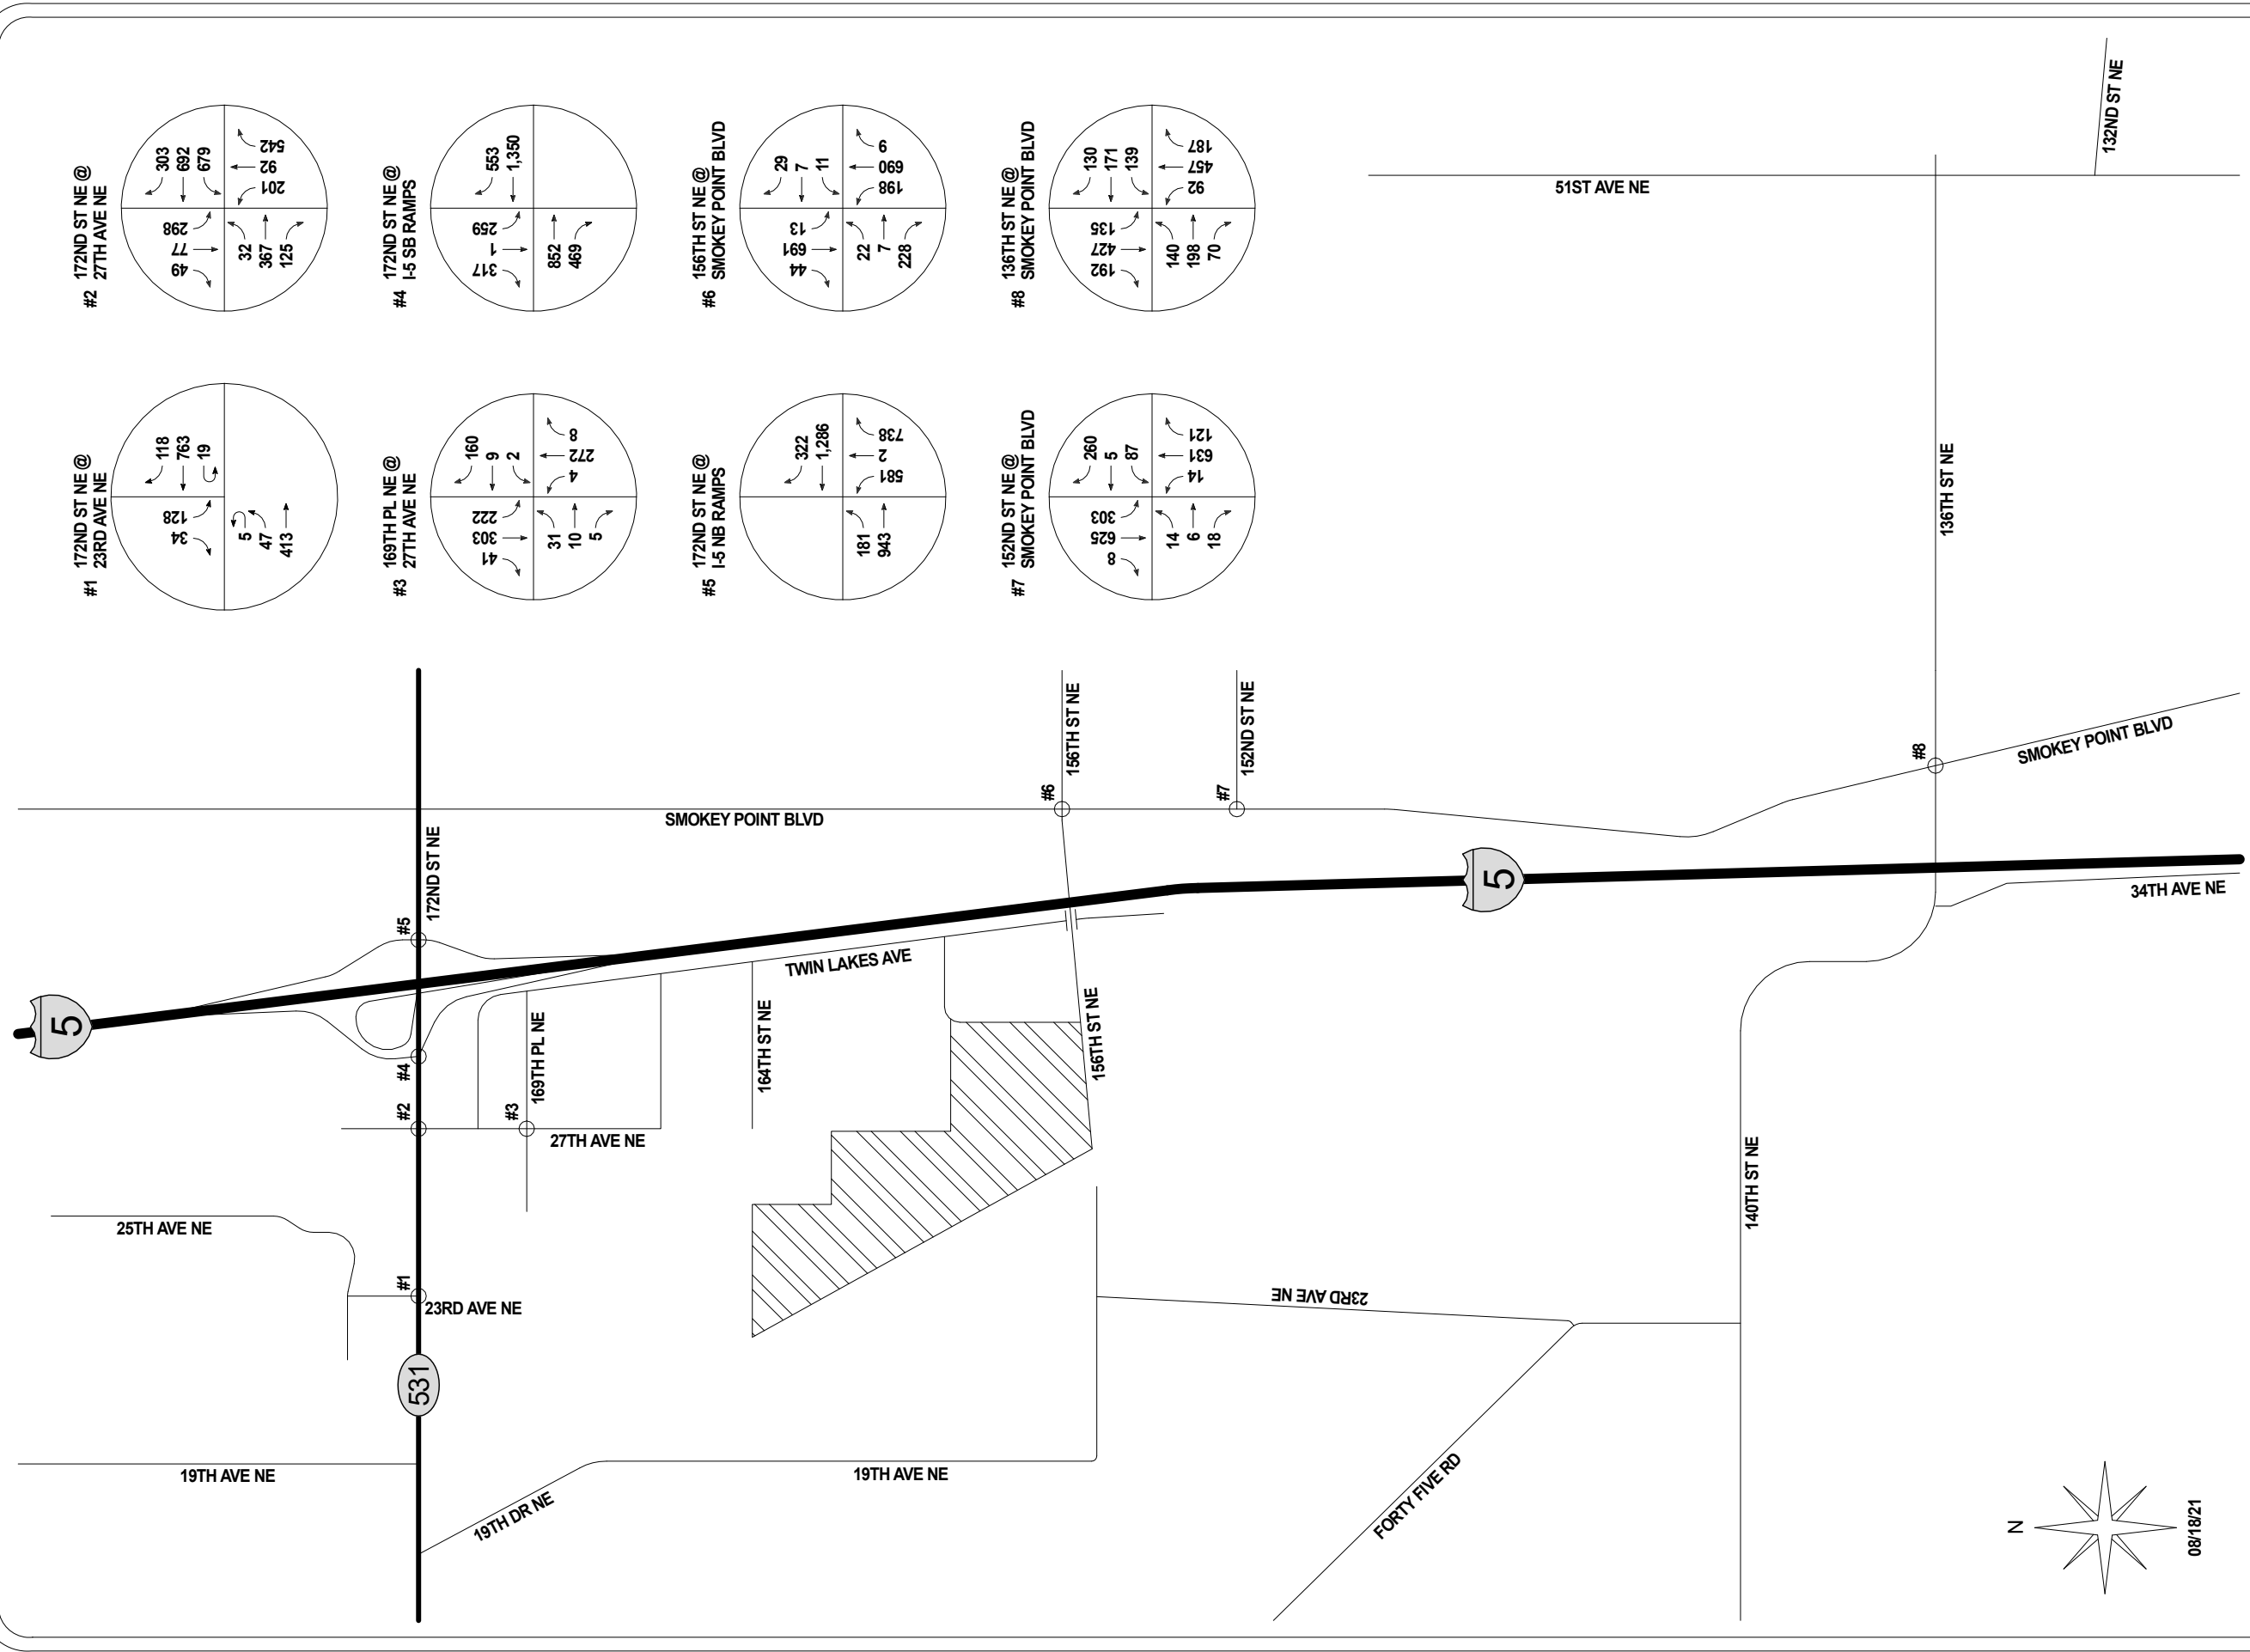 #1 172ND ST NE @
23RD AVE NE
118
763
19
128
34
5
47
413
#2 172ND ST NE @
27TH AVE NE
303
692
679
298
77
49
32
367
125
542
92
201
#3 169TH PL NE @
27TH AVE NE
160
9
2
222
303
41
31
10
5
8
272
4
#4 172ND ST NE @
I-5 SB RAMPS
553
1,350
259
1
317
852
469
#5 172ND ST NE @
I-5 NB RAMPS
322
1,286
181
943
738
2
581
#6 156TH ST NE @
SMOKEY POINT BLVD
29
7
11
13
691
44
22
7
228
9
690
198
#7 152ND ST NE @
SMOKEY POINT BLVD
260
5
87
303
625
8
14
6
18
121
631
14
#8 136TH ST NE @
SMOKEY POINT BLVD
130
171
139
135
427
192
140
198
70
187
457
92
5
25TH AVE NE
19TH AVE NE
#1
#2
#4
#5
531
172ND ST NE
23RD AVE NE
19TH DR NE
#3
169TH PL NE
27TH AVE NE
SMOKEY POINT BLVD
164TH ST NE
TWIN LAKES AVE
19TH AVE NE
#6
156TH ST NE
156TH ST NE
#7
152ND ST NE
23RD AVE NE
FORTY FIVE RD
5
51ST AVE NE
140TH ST NE
#8
136TH ST NE
SMOKEY POINT BLVD
34TH AVE NE
132ND ST NE
N
08/18/21